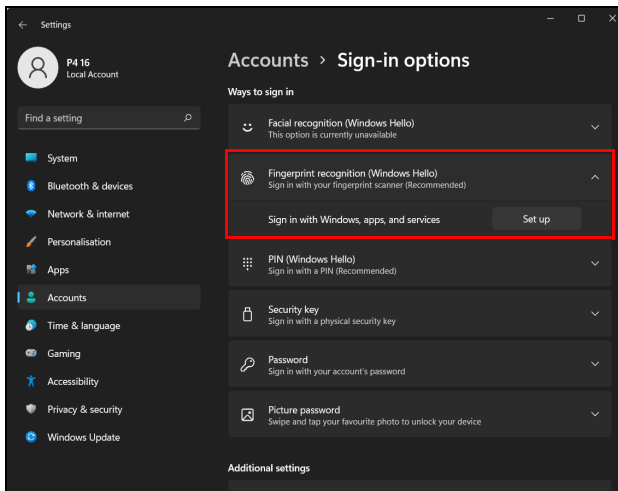 Settings
P4 16
Local Account
Find a setting
System
Bluetooth & devices
Network & internet
Personalisation
Apps
Accounts
Time & language
Gaming
Accessibility
Privacy & security
Windows Update
Accounts > Sign-in options
Ways to sign in
Facial recognition (Windows Hello)
This option is currently unavailable
Fingerprint recognition (Windows Hello)
Sign in with your fingerprint scanner (Recommended)
Sign in with Windows, apps, and services
Set up
PIN (Windows Hello)
Sign in with a PIN (Recommended)
Security key
Sign in with a physical security key
Password
Sign in with your account's password
Picture password
Swipe and tap your favourite photo to unlock your device
Additional settings